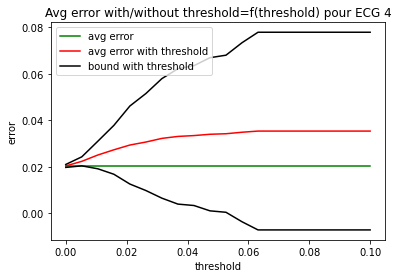 Avg error with/without threshold=f(threshold) pour ECG 4
avg error
avg error with threshold
bound with threshold
error
0.08
0.06
0.04
0.02
0.00
0.00
0.02
0.04
0.06
0.08
0.10
threshold